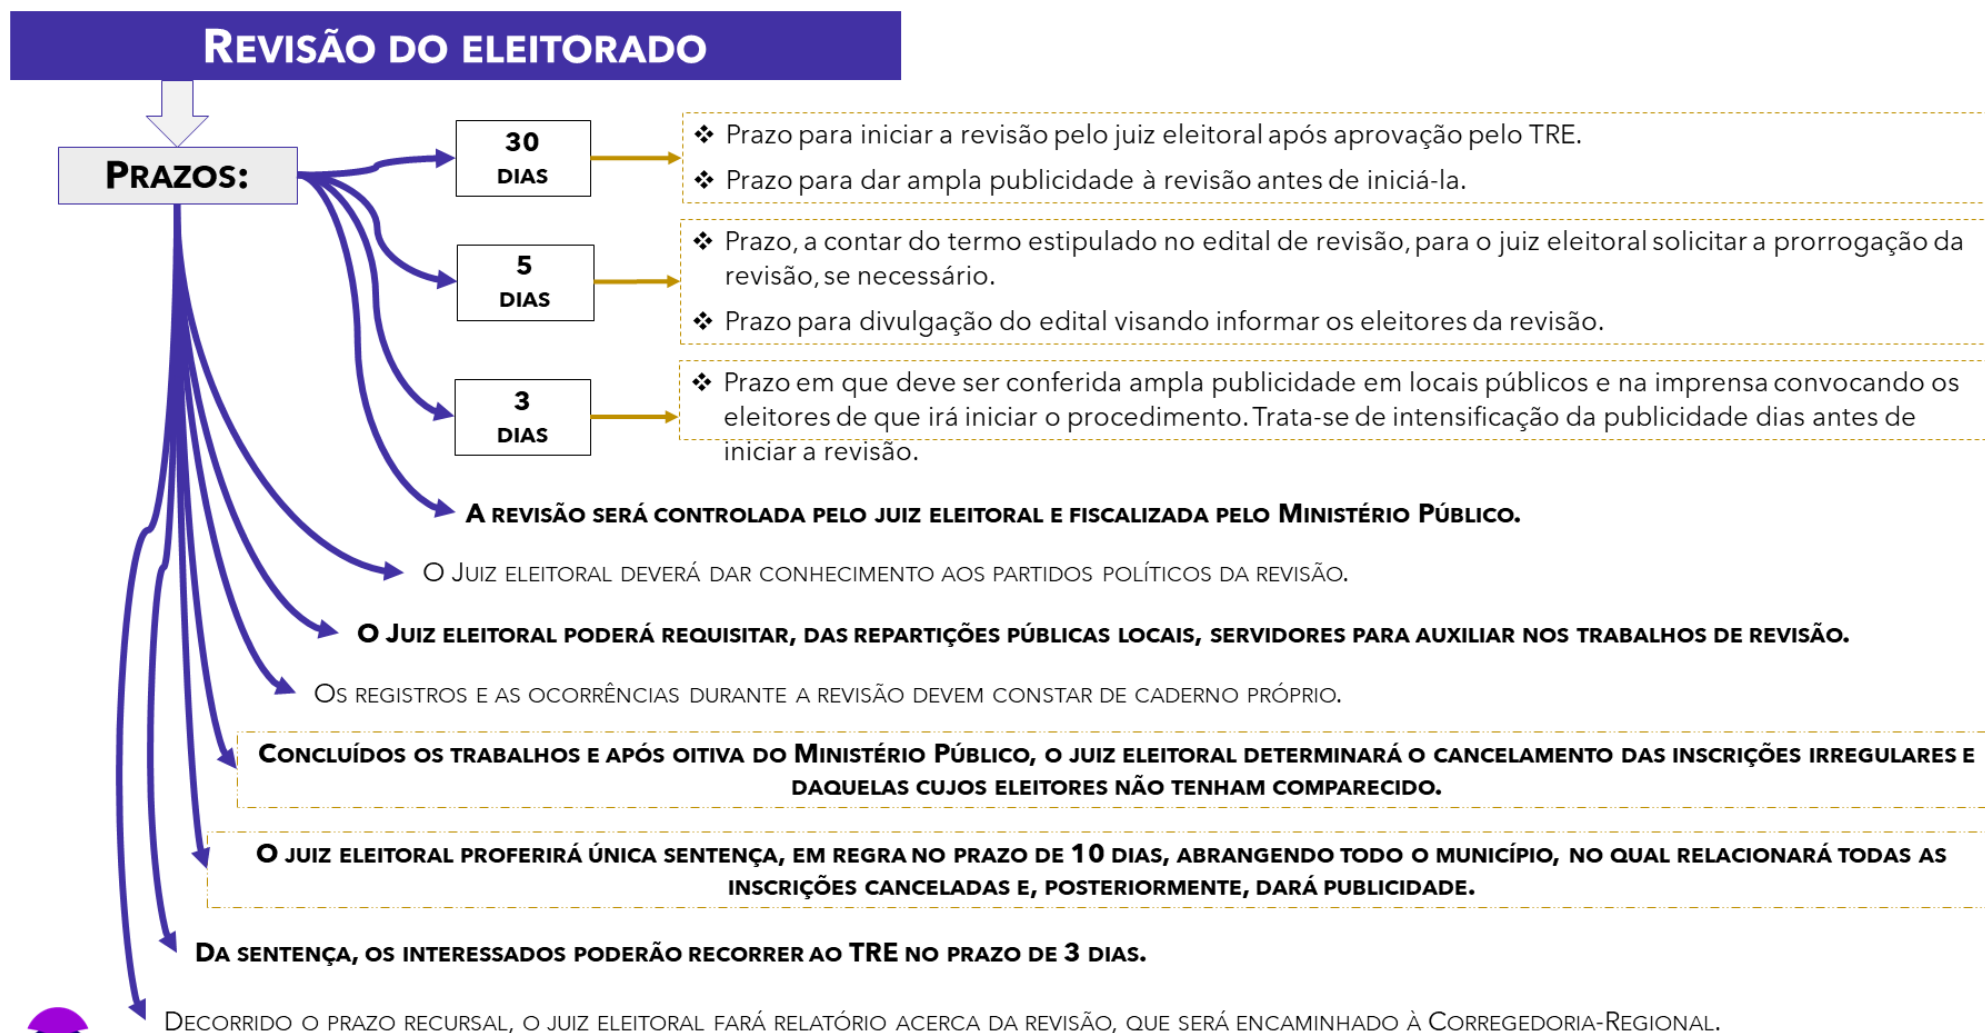 REVISÃO DO ELEITORADO
PRAZOS:
30
DIAS
❖ Prazo para iniciar a revisão pelo juiz eleitoral após aprovação pelo TRE.
❖ Prazo para dar ampla publicidade à revisão antes de iniciá-la.
5
DIAS
❖ Prazo, a contar do termo estipulado no edital de revisão, para o juiz eleitoral solicitar a prorrogação da
revisão, se necessário.
❖ Prazo para divulgação do edital visando informar os eleitores da revisão.
3
DIAS
❖ Prazo em que deve ser conferida ampla publicidade em locais públicos e na imprensa convocando os
eleitores de que irá iniciar o procedimento. Trata-se de intensificação da publicidade dias antes de
iniciar a revisão.
A REVISÃO SERÁ CONTROLADA PELO JUIZ ELEITORAL E FISCALIZADA PELO MINISTÉRIO PÚBLICO.
O JUIZ ELEITORAL DEVERÁ DAR CONHECIMENTO AOS PARTIDOS POLÍTICOS DA REVISÃO.
O JUIZ ELEITORAL PODERÁ REQUISITAR, DAS REPARTIÇÕES PÚBLICAS LOCAIS, SERVIDORES PARA AUXILIAR NOS TRABALHOS DE REVISÃO.
OS REGISTROS E AS OCORRÊNCIAS DURANTE A REVISÃO DEVEM CONSTAR DE CADERNO PRÓPRIO.
CONCLUÍDOS OS TRABALHOS E APÓS OITIVA DO MINISTÉRIO PÚBLICO, O JUIZ ELEITORAL DETERMINARÁ O CANCELAMENTO DAS INSCRIÇÕES IRREGULARES E
DAQUELAS CUJOS ELEITORES NÃO TENHAM COMPARECIDO.
O JUIZ ELEITORAL PROFERIRÁ ÚNICA SENTENÇA, EM REGRA NO PRAZO DE 10 DIAS, ABRANGENDO TODO O MUNICÍPIO, NO QUAL RELACIONARÁ TODAS AS
INSCRIÇÕES CANCELADAS E, POSTERIORMENTE, DARÁ PUBLICIDADE.
DA SENTENÇA, OS INTERESSADOS PODERÃO RECORRER AO TRE NO PRAZO DE 3 DIAS.
DECORRIDO O PRAZO RECURSAL, O JUIZ ELEITORAL FARÁ RELATÓRIO ACERCA DA REVISÃO, QUE SERÁ ENCAMINHADO À CORREGEDORIA-REGIONAL.